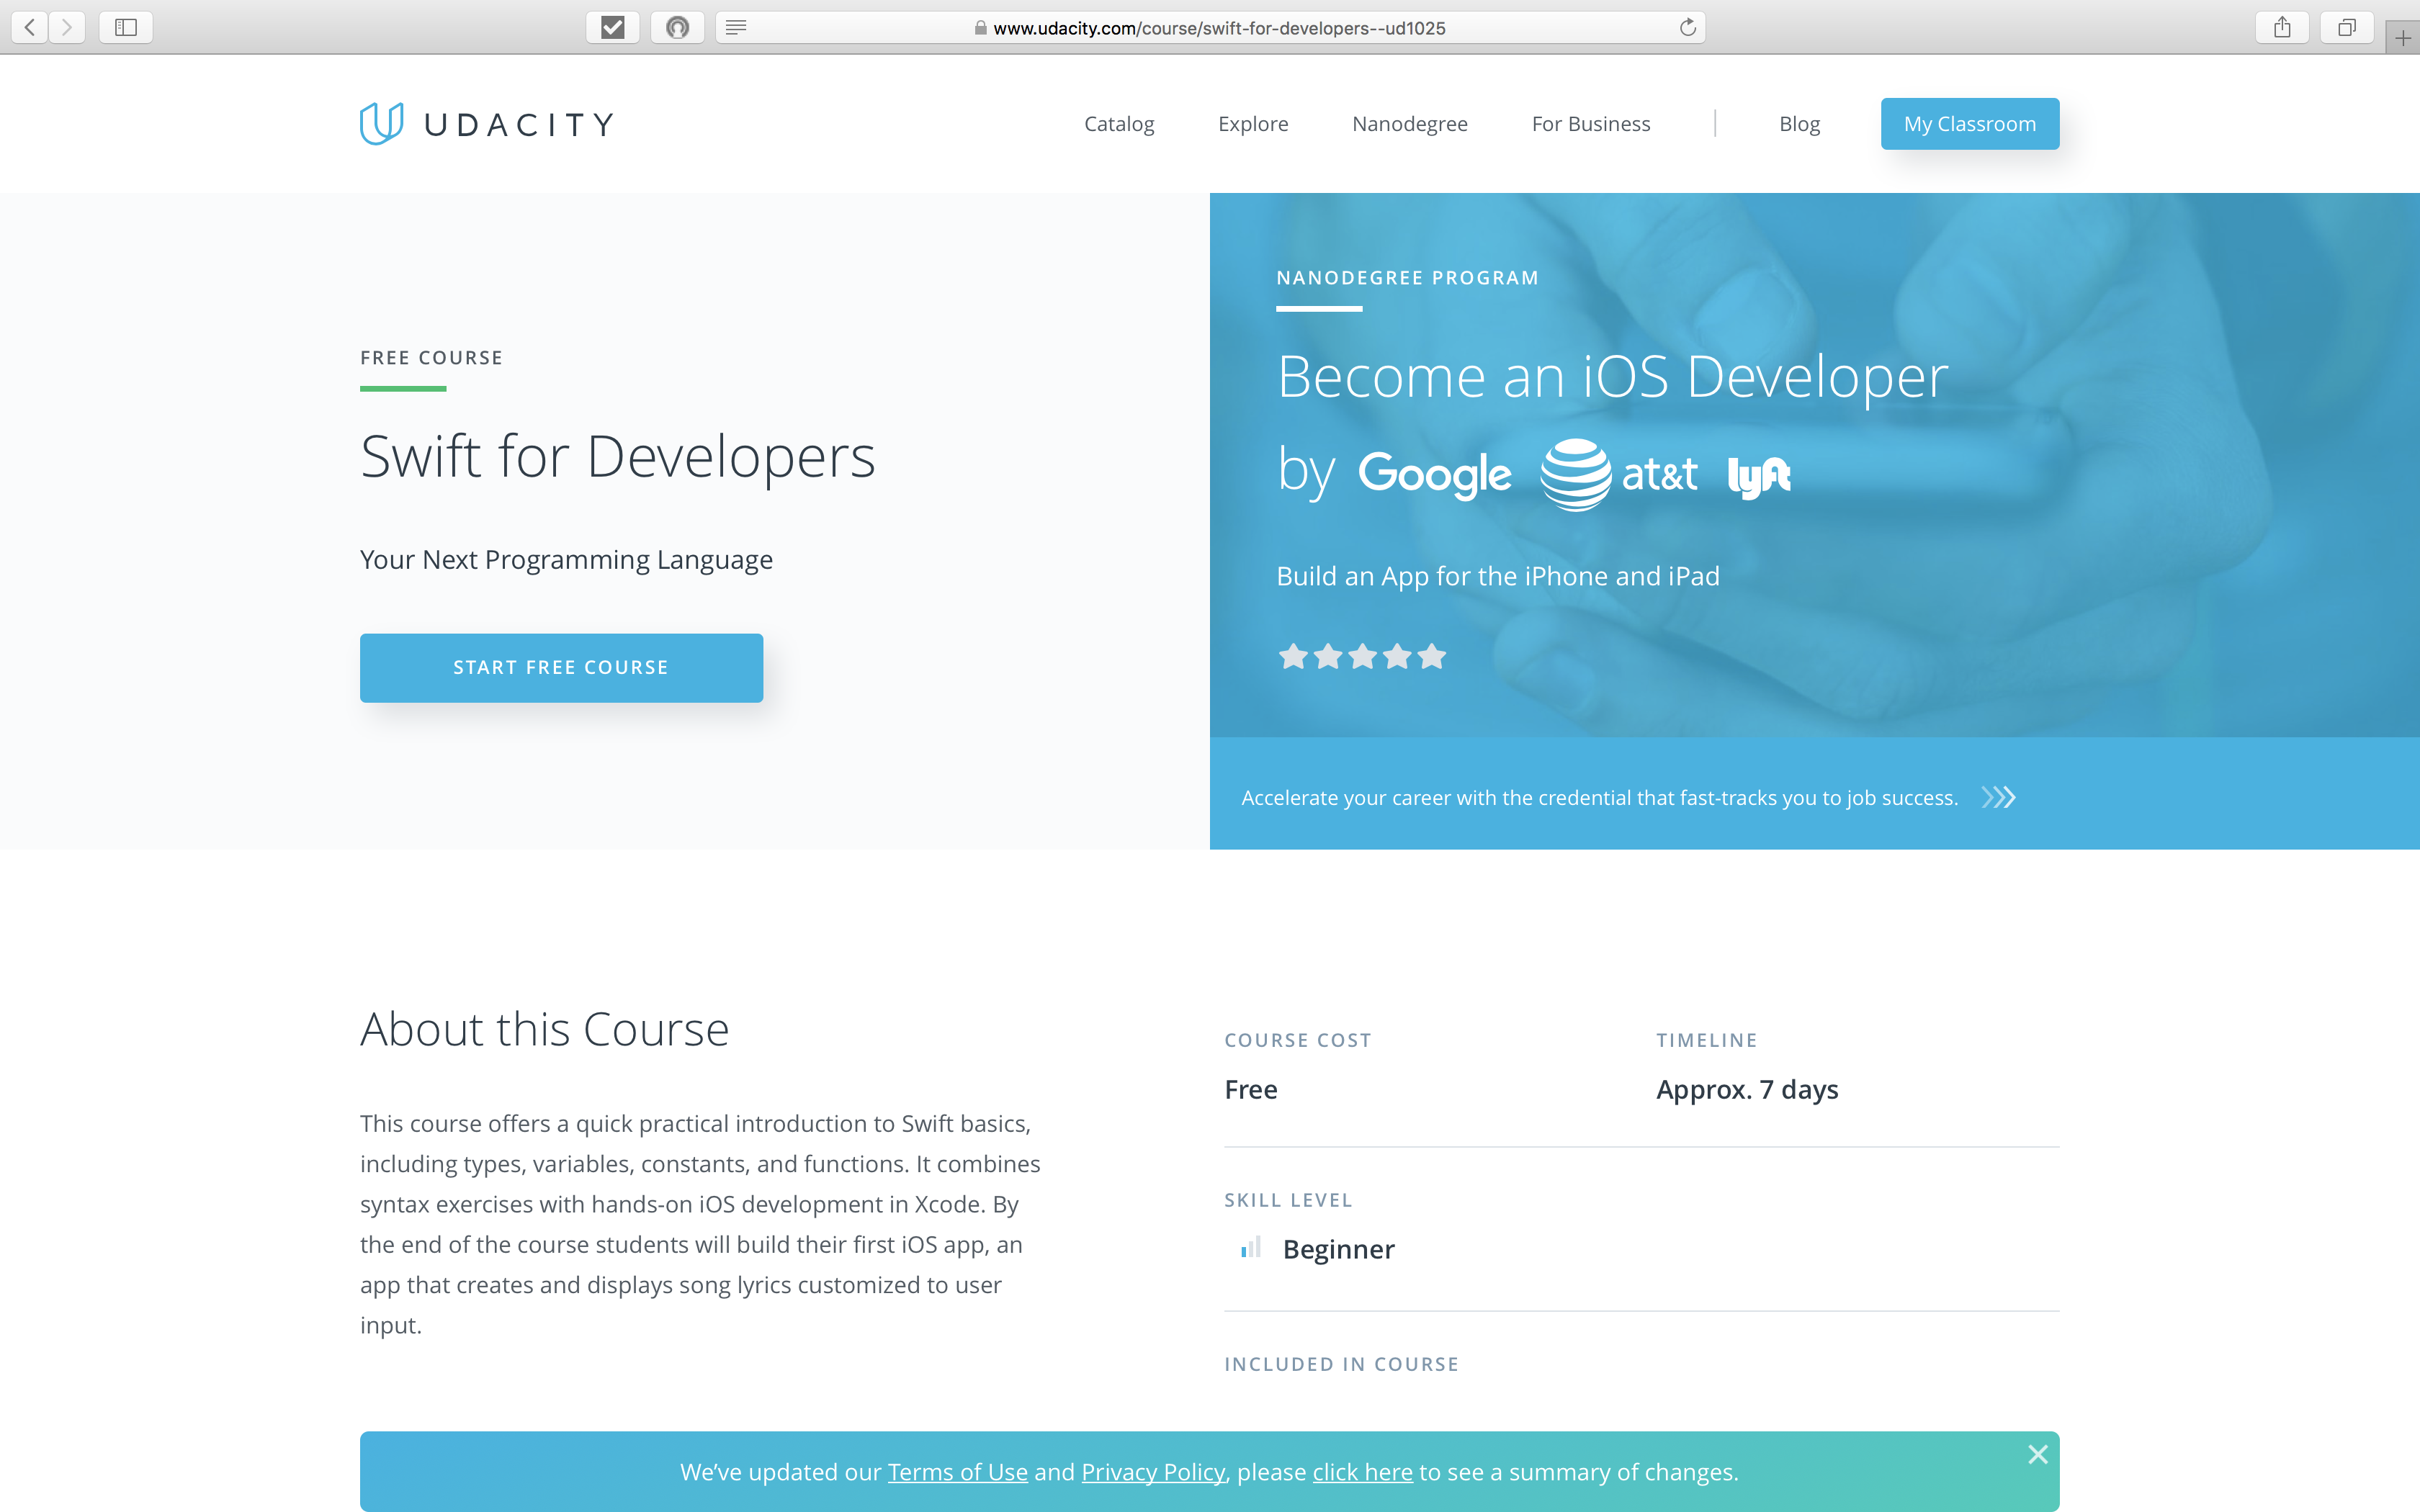 www.udacity.com/course/swift-for-developers--ud1025
UDACITY
Catalog
Explore
Nanodegree
For Business
Blog
My Classroom
FREE COURSE
Swift for Developers
Your Next Programming Language
START FREE COURSE
NANODEGREE PROGRAM
Become an iOS Developer
by Google at&t lyft
Build an App for the iPhone and iPad
Accelerate your career with the credential that fast-tracks you to job success.
About this Course
This course offers a quick practical introduction to Swift basics,
including types, variables, constants, and functions. It combines
syntax exercises with hands-on iOS development in Xcode. By
the end of the course students will build their first iOS app, an
app that creates and displays song lyrics customized to user
input.
COURSE COST
Free
TIMELINE
Approx. 7 days
SKILL LEVEL
Beginner
INCLUDED IN COURSE
We’ve updated our Terms of Use and Privacy Policy, please click here to see a summary of changes.